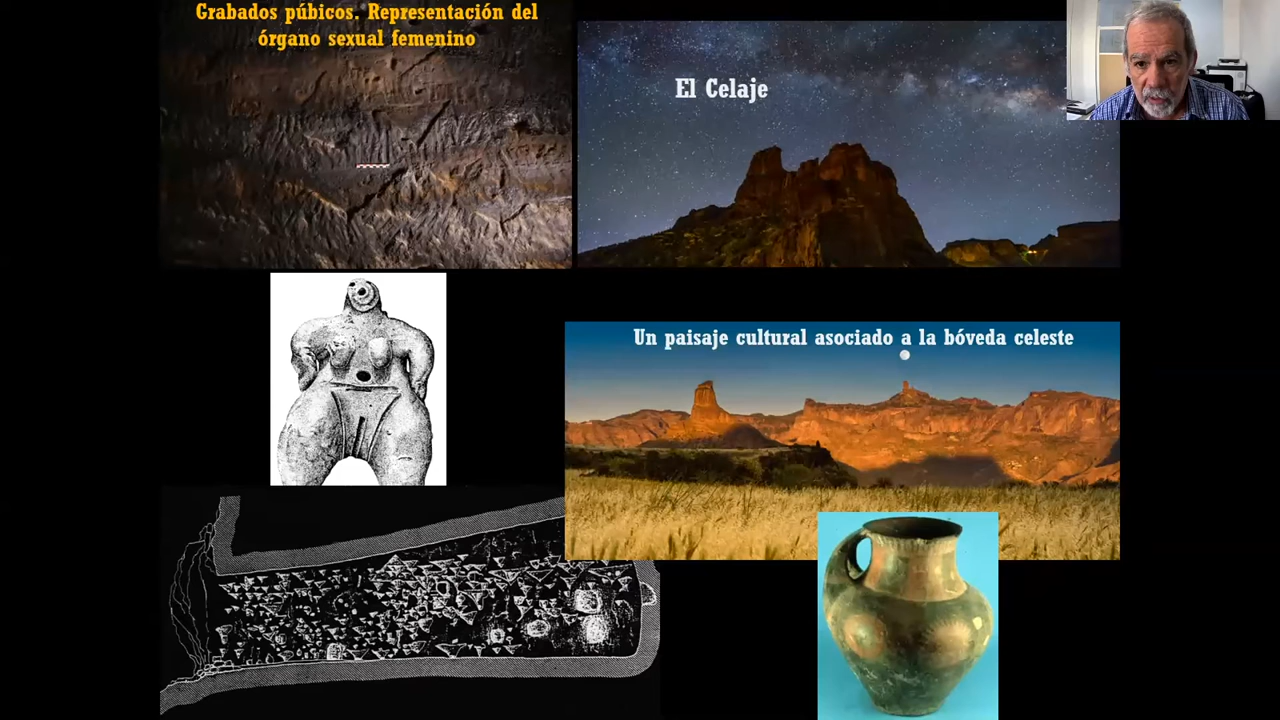 Grabados púbicos. Representación del
órgano sexual femenino
El Celaje
Un paisaje cultural asociado a la bóveda celeste